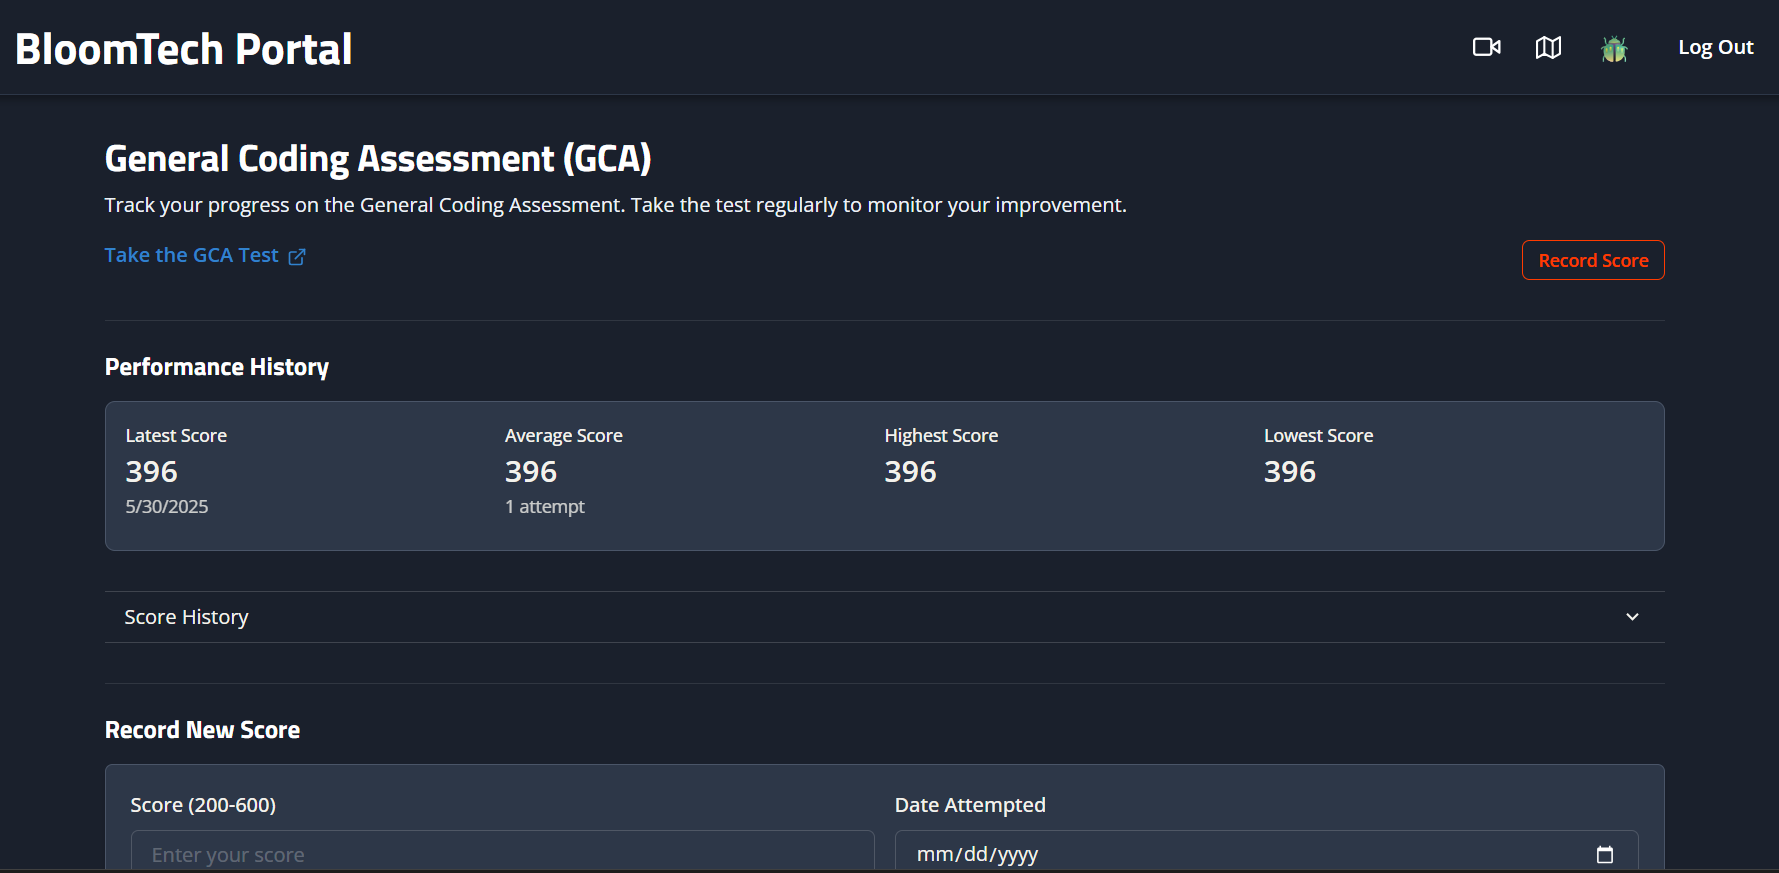 BloomTech Portal
Log Out
General Coding Assessment (GCA)
Track your progress on the General Coding Assessment. Take the test regularly to monitor your improvement.
Take the GCA Test
Record Score
Performance History
Latest Score
396
5/30/2025
Average Score
396
1 attempt
Highest Score
396
Lowest Score
396
Score History
Record New Score
Score (200-600)
Enter your score
Date Attempted
mm/dd/yyyy